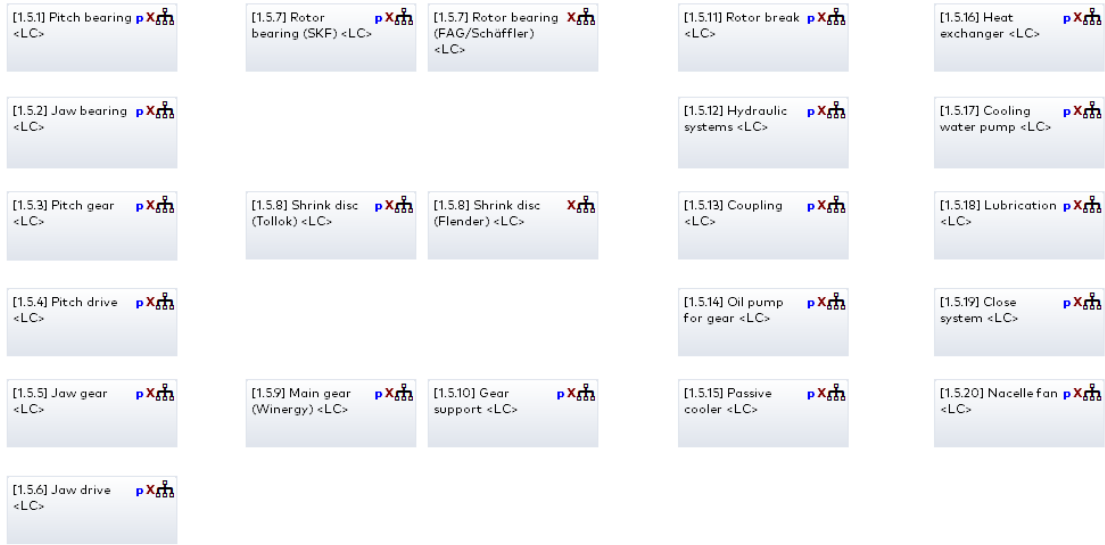 [1.5.1] Pitch bearing p X
<LC>
[1.5.7] Rotor p X
bearing (SKF) <LC>
[1.5.7] Rotor bearing X
(FAG/Schäffler)
<LC>
[1.5.11] Rotor break p X
<LC>
[1.5.16] Heat p X
exchanger <LC>
[1.5.2] Jaw bearing p X
<LC>
[1.5.12] Hydraulic p X
systems <LC>
[1.5.17] Cooling p X
water pump <LC>
[1.5.3] Pitch gear p X
<LC>
[1.5.8] Shrink disc p X
(Tollok) <LC>
[1.5.8] Shrink disc X
(Flender) <LC>
[1.5.13] Coupling p X
<LC>
[1.5.18] Lubrication p X
<LC>
[1.5.4] Pitch drive p X
<LC>
[1.5.14] Oil pump p X
for gear <LC>
[1.5.19] Close p X
system <LC>
[1.5.5] Jaw gear p X
<LC>
[1.5.9] Main gear p X
(Winergy) <LC>
[1.5.10] Gear p X
support <LC>
[1.5.15] Passive p X
cooler <LC>
[1.5.20] Nacelle fan p X
<LC>
[1.5.6] Jaw drive p X
<LC>